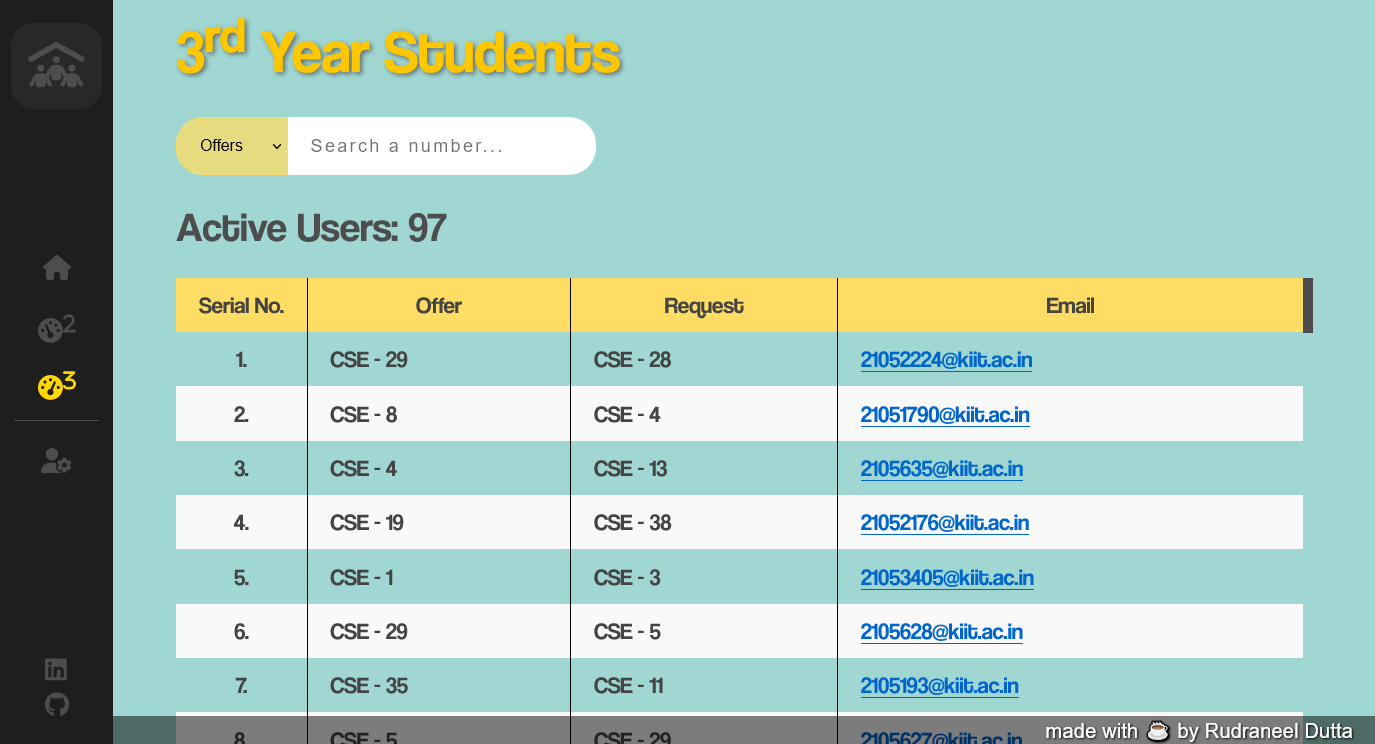 3rd Year Students
Offers Search a number...
Active Users: 97
Serial No. Offer Request Email
1. CSE - 29 CSE - 28 21052224@kiit.ac.in
2. CSE - 8 CSE - 4 21051790@kiit.ac.in
2
3
3. CSE - 4 CSE - 13 2105635@kiit.ac.in
4. CSE - 19 CSE - 38 21052176@kiit.ac.in
5. CSE - 1 CSE - 3 21053405@kiit.ac.in
6. CSE - 29 CSE - 5 2105628@kiit.ac.in
7. CSE - 35 CSE - 11 2105193@kiit.ac.in
in
8. CSE - 5 CSE - 29 2105627@kiit.ac.in
made with ☕ by Rudraneel Dutta